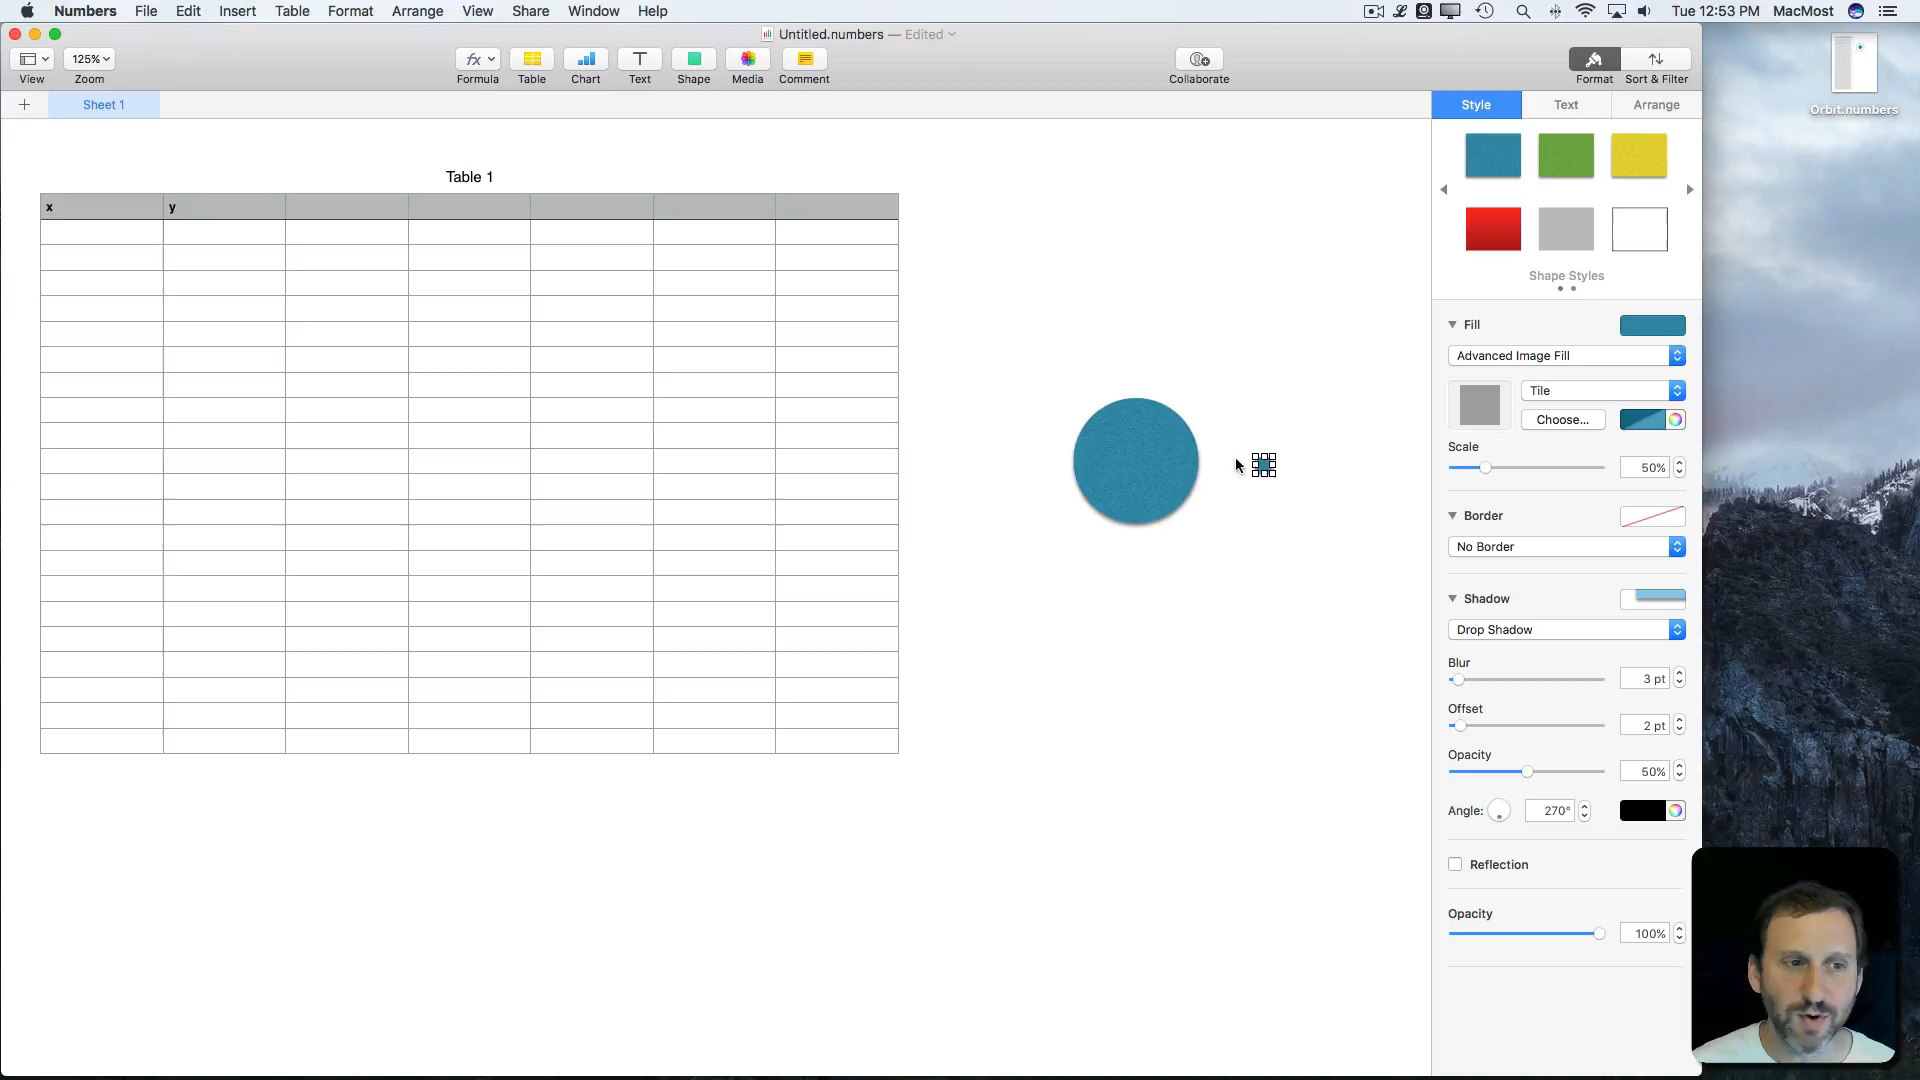 Numbers File Edit Insert Table Format Arrange View Share Window Help Tue 12:53 PM MacMost
Untitled.numbers — Edited
125%
View Zoom Formula Table Chart Text Shape Media Comment Collaborate Format Sort & Filter
Sheet 1
Style Text Arrange
Orbit.numbers
Table 1
x y
Shape Styles
Fill
Advanced Image Fill
Tile
Choose...
Scale
50%
Border
No Border
Shadow
Drop Shadow
Blur
3 pt
Offset
2 pt
Opacity
50%
Angle: 270°
Reflection
Opacity
100%